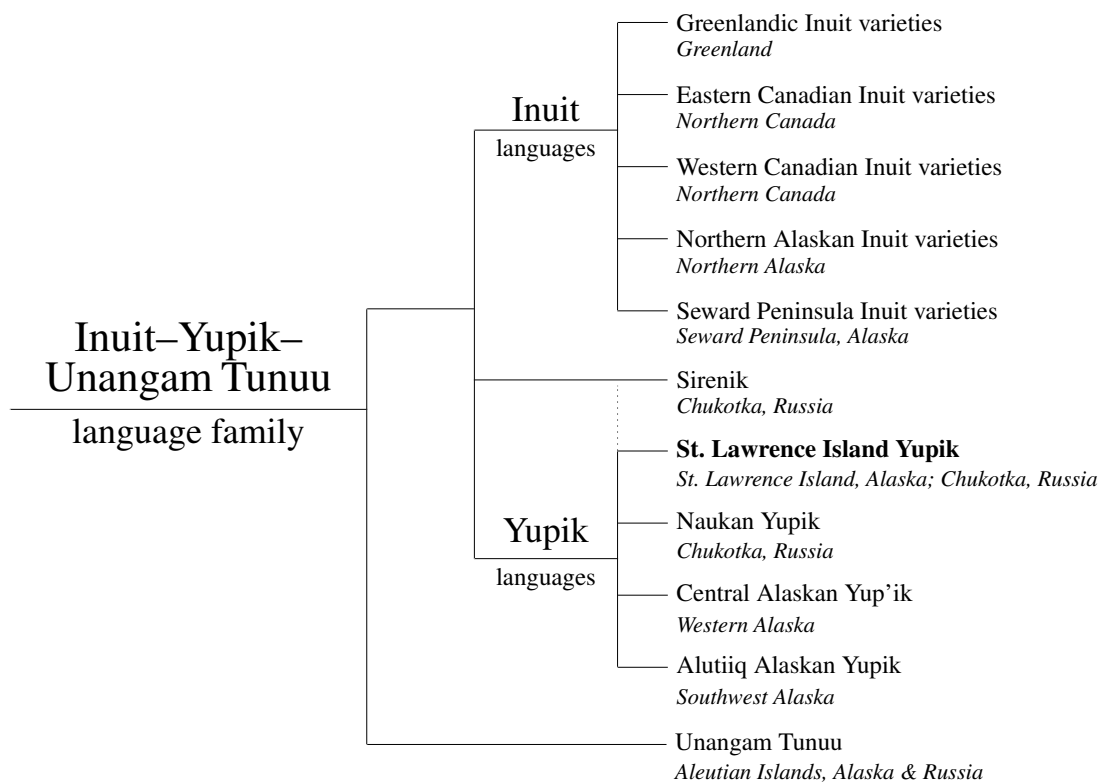 Greenlandic Inuit varieties
Greenland
Eastern Canadian Inuit varieties
Northern Canada
Inuit
languages
Western Canadian Inuit varieties
Northern Canada
Northern Alaskan Inuit varieties
Northern Alaska
Seward Peninsula Inuit varieties
Seward Peninsula, Alaska
Inuit–Yupik–
Unangam Tunuu
language family
Sirenik
Chukotka, Russia
St. Lawrence Island Yupik
St. Lawrence Island, Alaska; Chukotka, Russia
Yupik
languages
Naukan Yupik
Chukotka, Russia
Central Alaskan Yup’ik
Western Alaska
Alutiiq Alaskan Yupik
Southwest Alaska
Unangam Tunuu
Aleutian Islands, Alaska & Russia